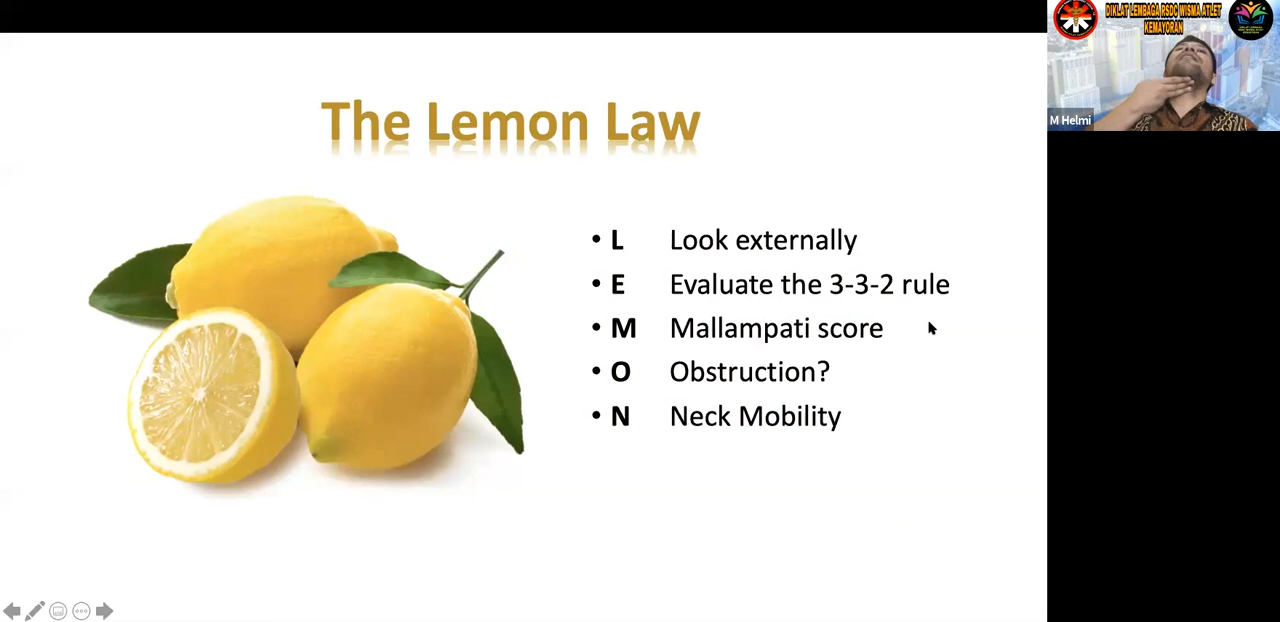 The Lemon Law
• L Look externally
• E Evaluate the 3-3-2 rule
• M Mallampati score
• O Obstruction?
• N Neck Mobility
DIKLAT LEMBAGA RSDC WISMA ATLET
KEMAYORAN
M Helmi